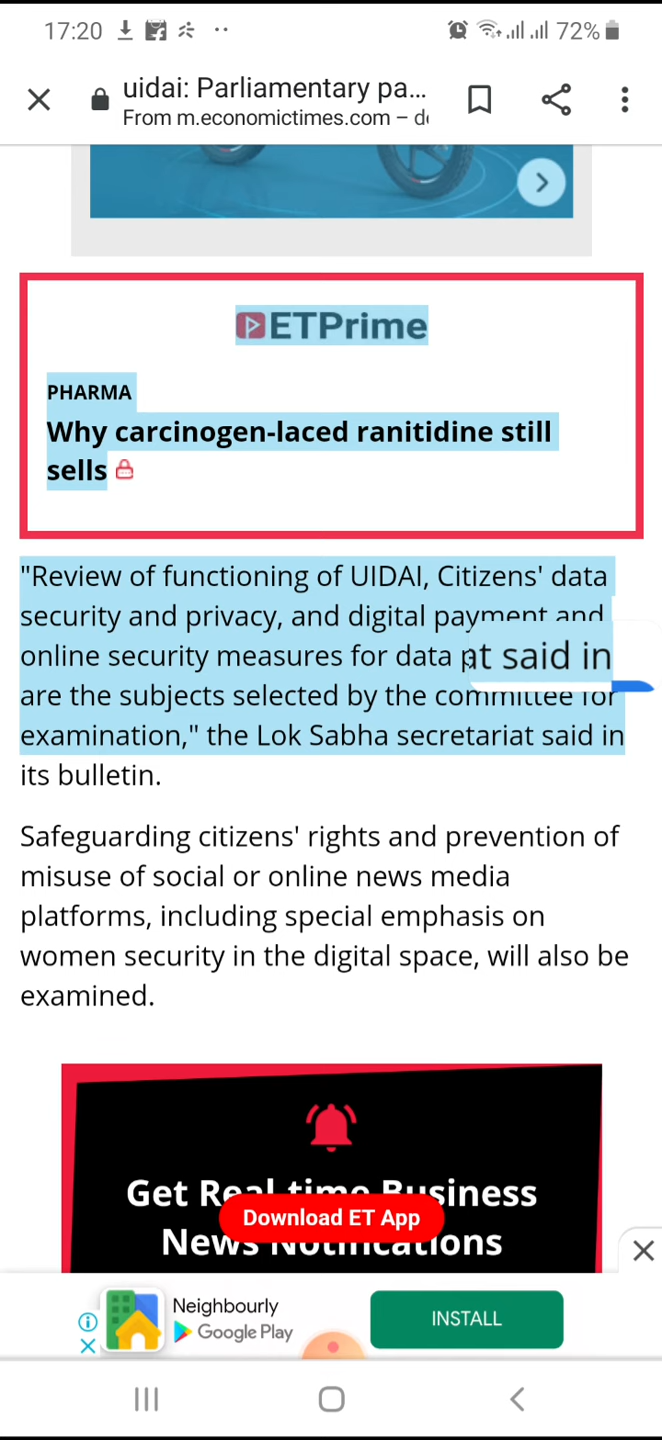 17:20 72%
uidai: Parliamentary pa...
From m.economictimes.com –
ETPrime
PHARMA
Why carcinogen-laced ranitidine still
sells
"Review of functioning of UIDAI, Citizens' data
security and privacy, and digital payment and
online security measures for data
at said in
are the subjects selected by the committee for
examination," the Lok Sabha secretariat said in
its bulletin.
Safeguarding citizens' rights and prevention of
misuse of social or online news media
platforms, including special emphasis on
women security in the digital space, will also be
examined.
Get Real-time Business
Download ET App
News Notifications
Neighbourly
Google Play
INSTALL